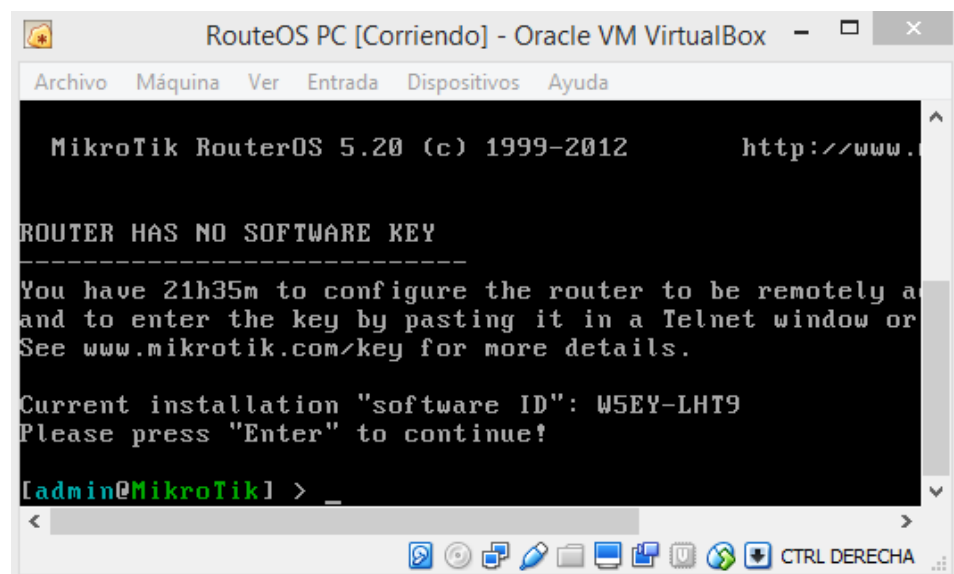 RouteOS PC [Corriendo] - Oracle VM VirtualBox
Archivo Máquina Ver Entrada Dispositivos Ayuda
MikroTik RouterOS 5.20 (c) 1999-2012 http://www.
ROUTER HAS NO SOFTWARE KEY
----------------------------
You have 21h35m to configure the router to be remotely a
and to enter the key by pasting it in a Telnet window or
See www.mikrotik.com/key for more details.
Current installation "software ID": W5EY-LHT9
Please press "Enter" to continue!
[admin@MikroTik] > _
CTRL DERECHA